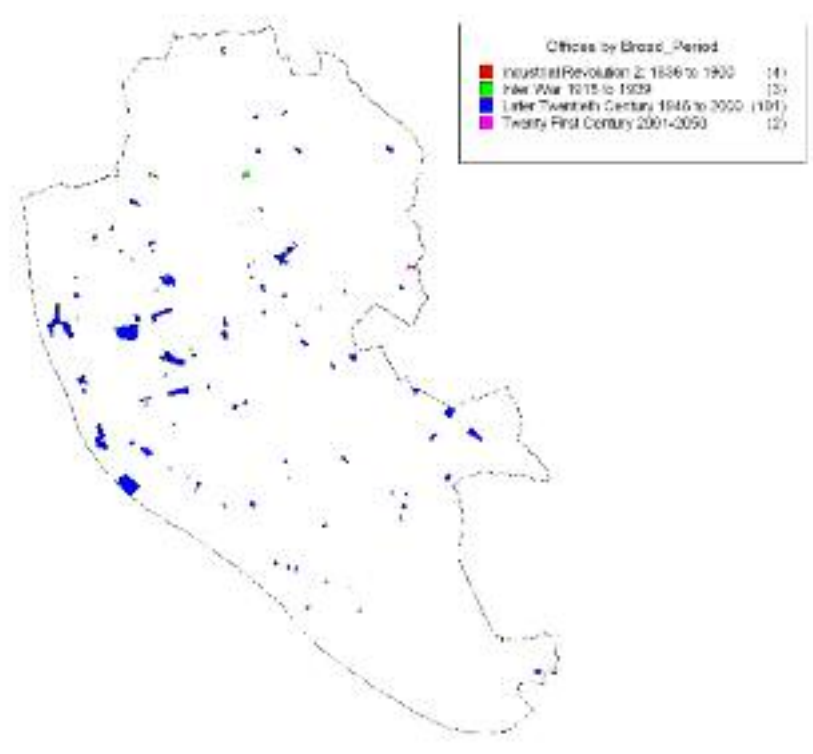 Offices by Broad_Period
Industrial Revolution 2: 1836 to 1900 (4)
Inter War 1915 to 1939 (3)
Later Twentieth Century 1946 to 2000 (101)
Twenty First Century 2001-2050 (2)